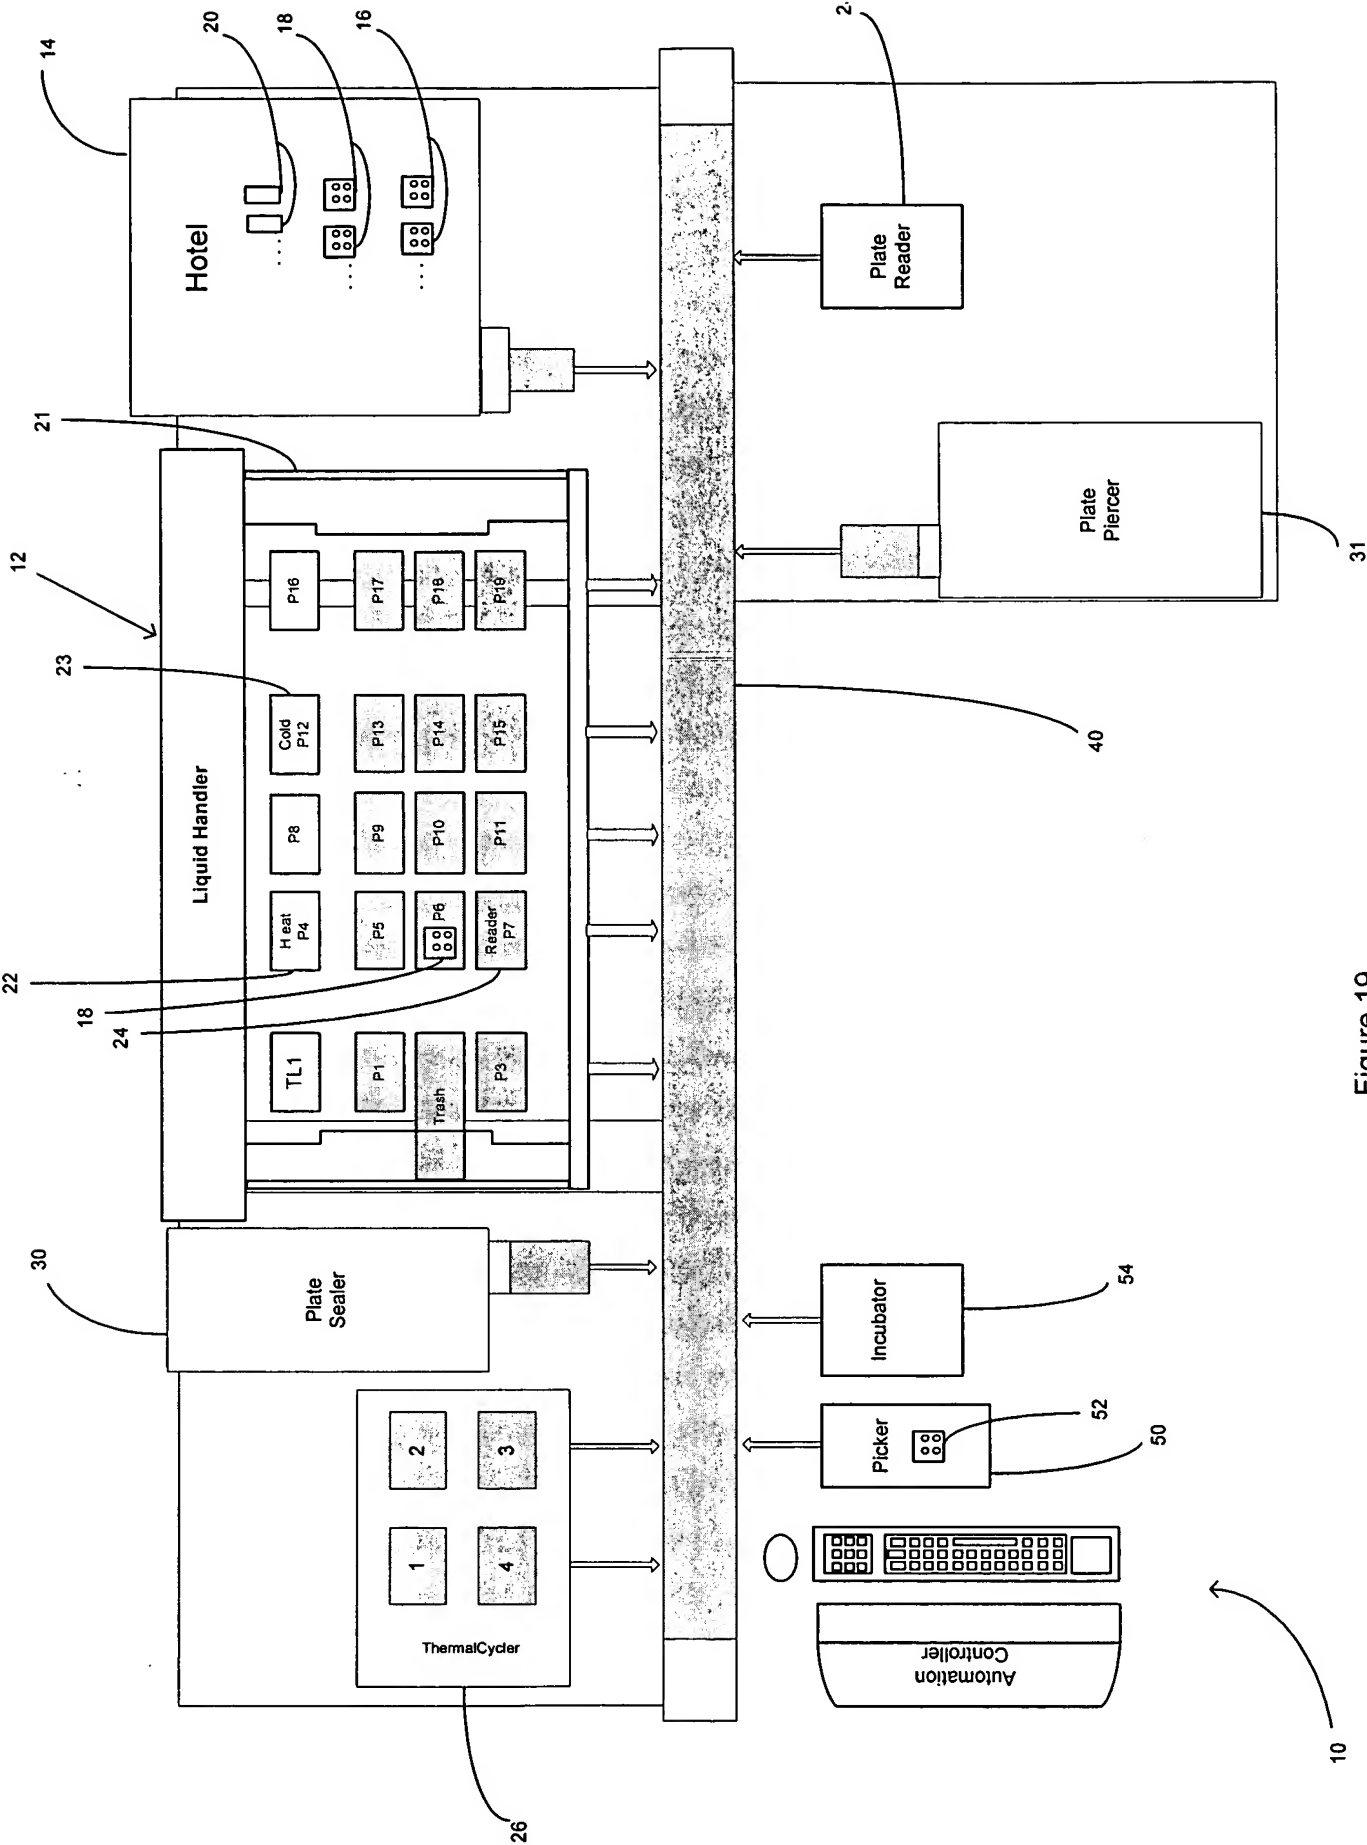 22
12
30
21
14
23
18
24
Hotel
20
Liquid Handler
18
16
Plate
Sealer
TL1
Heat
P4
P8
Cold
P12
P16
P1
P5
P9
P13
P17
Trash
P6
P10
P14
P18
P3
Reader
P7
P11
P15
P19
1
2
4
3
ThermalCycler
26
Automation
Controller
Picker
Incubator
Plate
Reader
52
50
54
40
Plate
Piercer
31
10
Figure 19